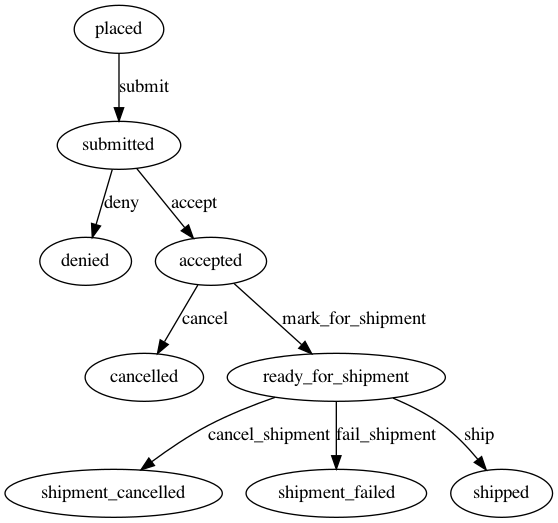 placed
submit
submitted
deny
accept
denied
accepted
cancel
mark_for_shipment
cancelled
ready_for_shipment
cancel_shipment
fail_shipment
ship
shipment_cancelled
shipment_failed
shipped